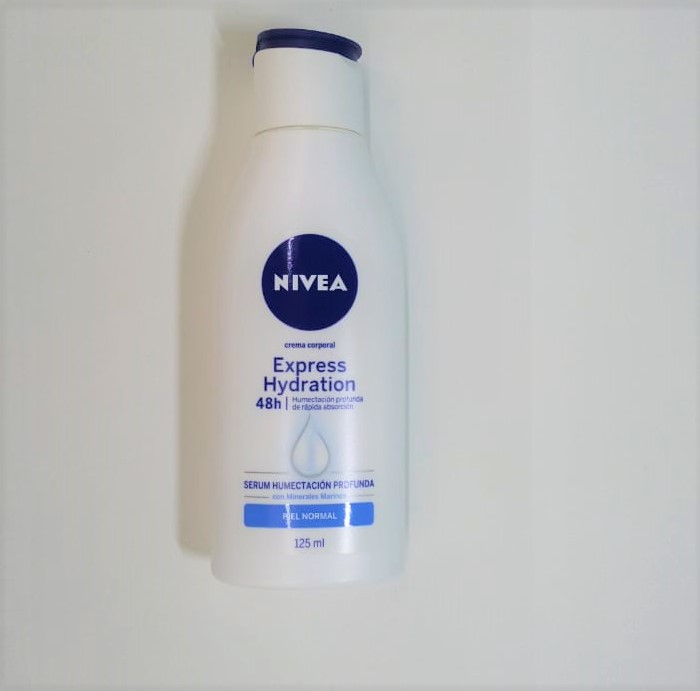 NIVEA
crema corporal
Express
Hydration
48h | Humectación profunda
de rápida absorción
SERUM HUMECTACIÓN PROFUNDA
con Minerales Marinos
PIEL NORMAL
125 ml